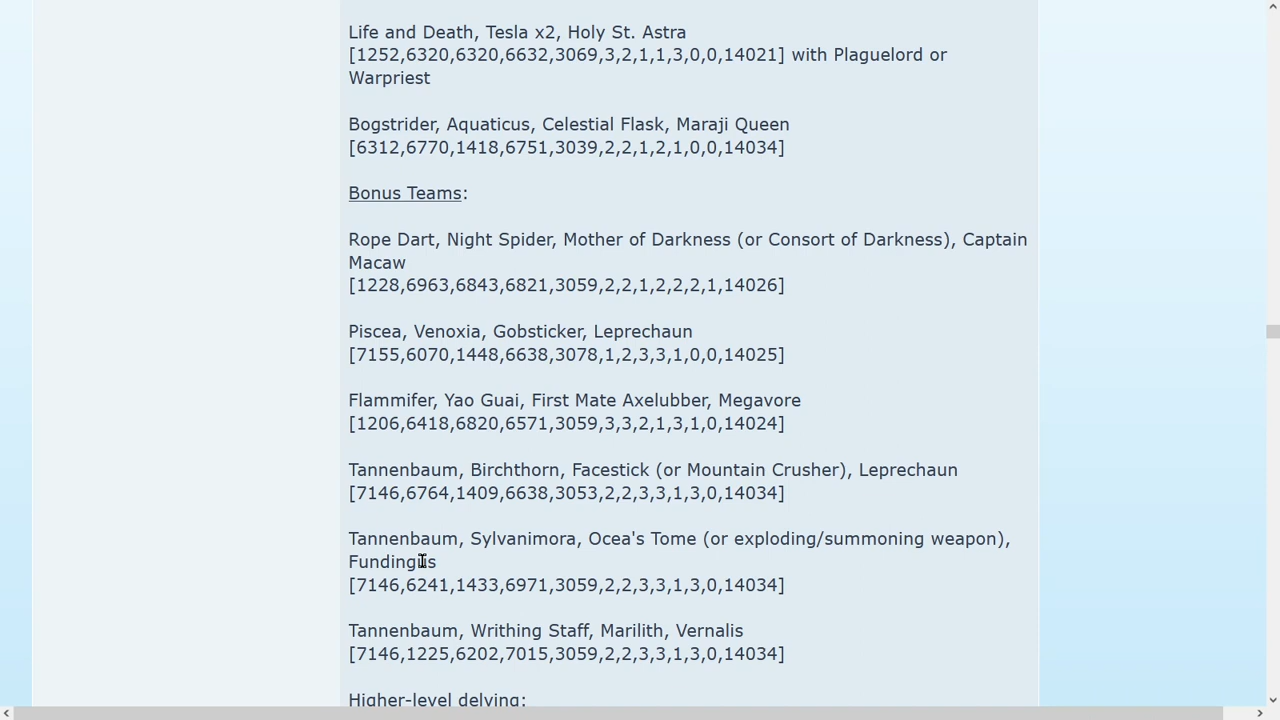 Life and Death, Tesla x2, Holy St. Astra
[1252,6320,6320,6632,3069,3,2,1,1,3,0,0,14021] with Plaguelord or
Warpriest
Bogstrider, Aquaticus, Celestial Flask, Maraji Queen
[6312,6770,1418,6751,3039,2,2,1,2,1,0,0,14034]
Bonus Teams:
Rope Dart, Night Spider, Mother of Darkness (or Consort of Darkness), Captain
Macaw
[1228,6963,6843,6821,3059,2,2,1,2,2,2,1,14026]
Piscea, Venoxia, Gobsticker, Leprechaun
[7155,6070,1448,6638,3078,1,2,3,3,1,0,0,14025]
Flammifer, Yao Guai, First Mate Axelubber, Megavore
[1206,6418,6820,6571,3059,3,3,2,1,3,1,0,14024]
Tannenbaum, Birchthorn, Facestick (or Mountain Crusher), Leprechaun
[7146,6764,1409,6638,3053,2,2,3,3,1,3,0,14034]
Tannenbaum, Sylvanimora, Ocea's Tome (or exploding/summoning weapon),
Fundingus
[7146,6241,1433,6971,3059,2,2,3,3,1,3,0,14034]
Tannenbaum, Writhing Staff, Marilith, Vernalis
[7146,1225,6202,7015,3059,2,2,3,3,1,3,0,14034]
Higher-level delving: